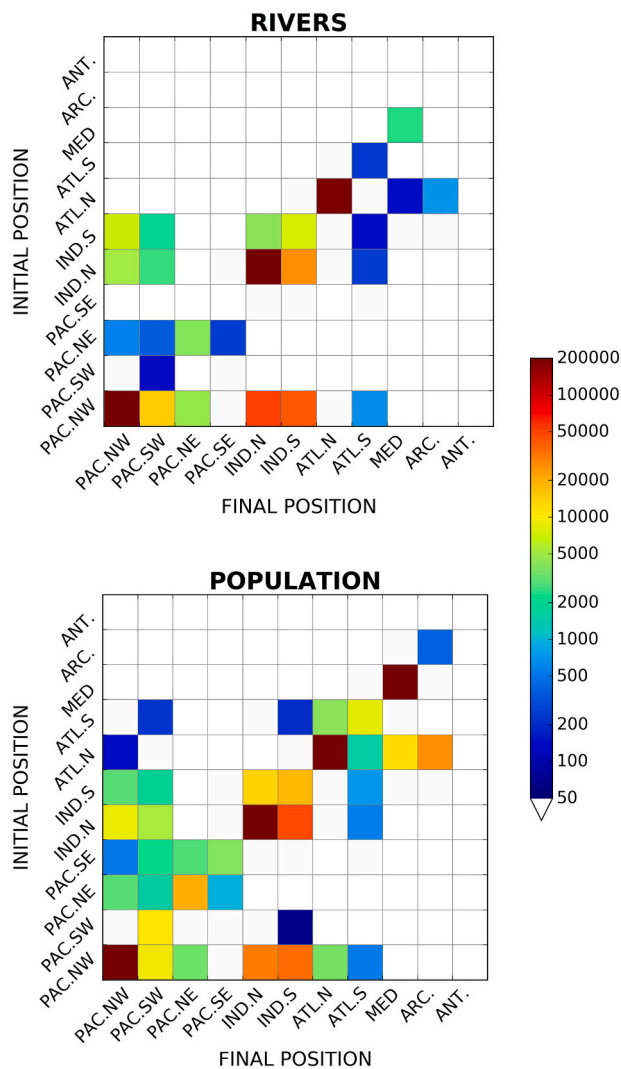 RIVERS
INITIAL POSITION
ANT.
ARC.
MED
ATL.S
ATL.N
IND.S
IND.N
PAC.SE
PAC.NE
PAC.SW
PAC.NW
PAC.NW
PAC.SW
PAC.NE
PAC.SE
IND.N
IND.S
ATL.N
ATL.S
MED
ARC.
ANT.
FINAL POSITION
200000
100000
50000
20000
10000
5000
2000
1000
500
200
100
50
POPULATION
INITIAL POSITION
ANT.
ARC.
MED
ATL.S
ATL.N
IND.S
IND.N
PAC.SE
PAC.NE
PAC.SW
PAC.NW
PAC.NW
PAC.SW
PAC.NE
PAC.SE
IND.N
IND.S
ATL.N
ATL.S
MED
ARC.
ANT.
FINAL POSITION